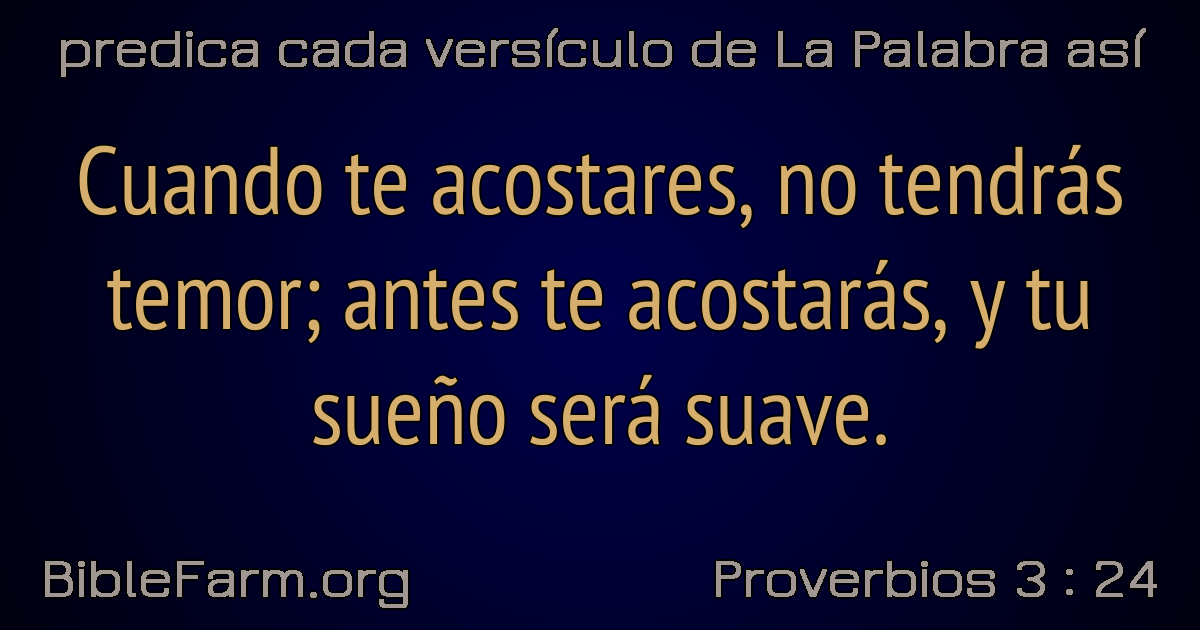 predica cada versículo de La Palabra así
Cuando te acostares, no tendrás
temor; antes te acostarás, y tu
sueño será suave.
BibleFarm.org
Proverbios 3 : 24